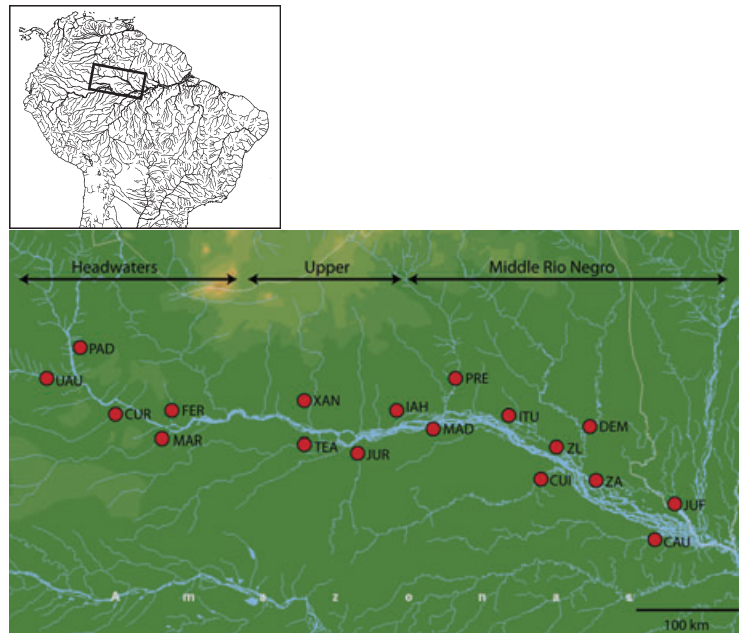 Headwaters Upper Middle Rio Negro
PAD
UAU PRE
XAN
CUR FER IAH ITU
MAR MAD DEM
TEA JUR ZL
CUI ZA
JUF
CAU
A m a z o n a s
100 km